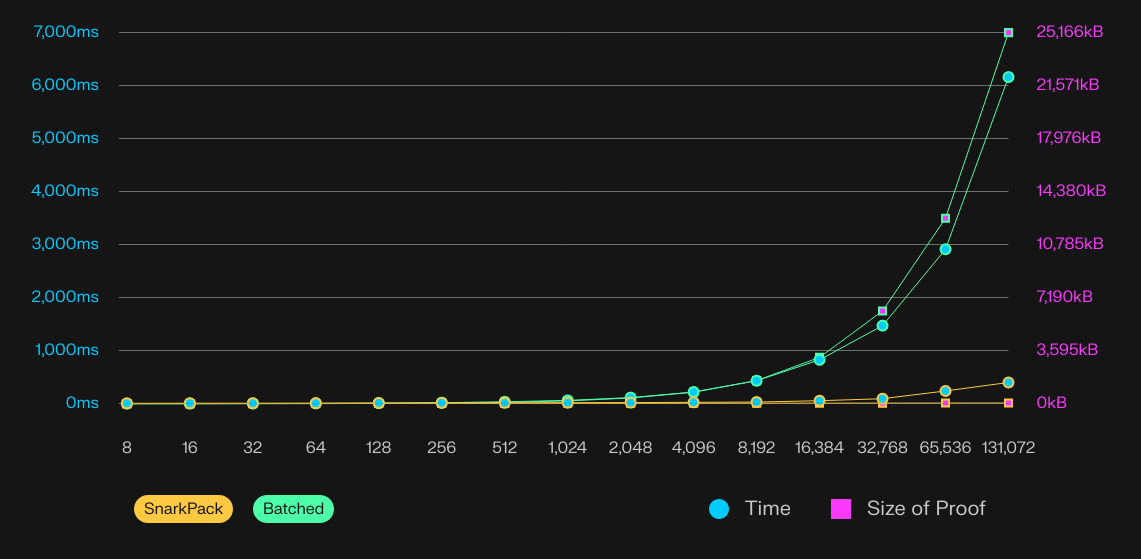 7,000ms 25,166kB
6,000ms 21,571kB
5,000ms 17,976kB
4,000ms 14,380kB
3,000ms 10,785kB
2,000ms 7,190kB
1,000ms 3,595kB
0ms 0kB
8 16 32 64 128 256 512 1,024 2,048 4,096 8,192 16,384 32,768 65,536 131,072
SnarkPack Batched Time Size of Proof